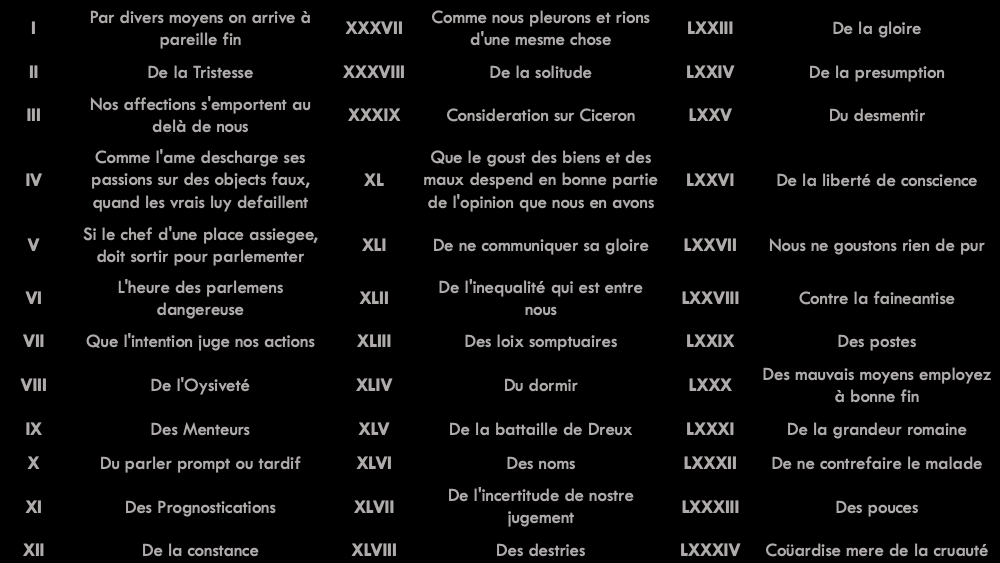 I Par divers moyens on arrive à XXXVII Comme nous pleurons et rions LXXIII De la gloire
pareille fin d'une mesme chose
II De la Tristesse XXXVIII De la solitude LXXIV De la presumption
III Nos affections s'emportent au XXXIX Consideration sur Ciceron LXXV Du desmentir
delà de nous
IV Comme l'ame descharge ses XL Que le goust des biens et des LXXVI De la liberté de conscience
passions sur des objects faux, maux despend en bonne partie
quand les vrais luy defaillent de l'opinion que nous en avons
V Si le chef d'une place assiegee, XLI De ne communiquer sa gloire LXXVII Nous ne goustons rien de pur
doit sortir pour parlementer
VI L'heure des parlemens XLII De l'inequalité qui est entre LXXVIII Contre la faineantise
dangereuse nous
VII Que l'intention juge nos actions XLIII Des loix somptuaires LXXIX Des postes
VIII De l'Oysiveté XLIV Du dormir LXXX Des mauvais moyens employez
à bonne fin
IX Des Menteurs XLV De la battaille de Dreux LXXXI De la grandeur romaine
X Du parler prompt ou tardif XLVI Des noms LXXXII De ne contrefaire le malade
XI Des Prognostications XLVII De l'incertitude de nostre LXXXIII Des pouces
jugement
XII De la constance XLVIII Des destries LXXXIV Coüardise mere de la cruauté